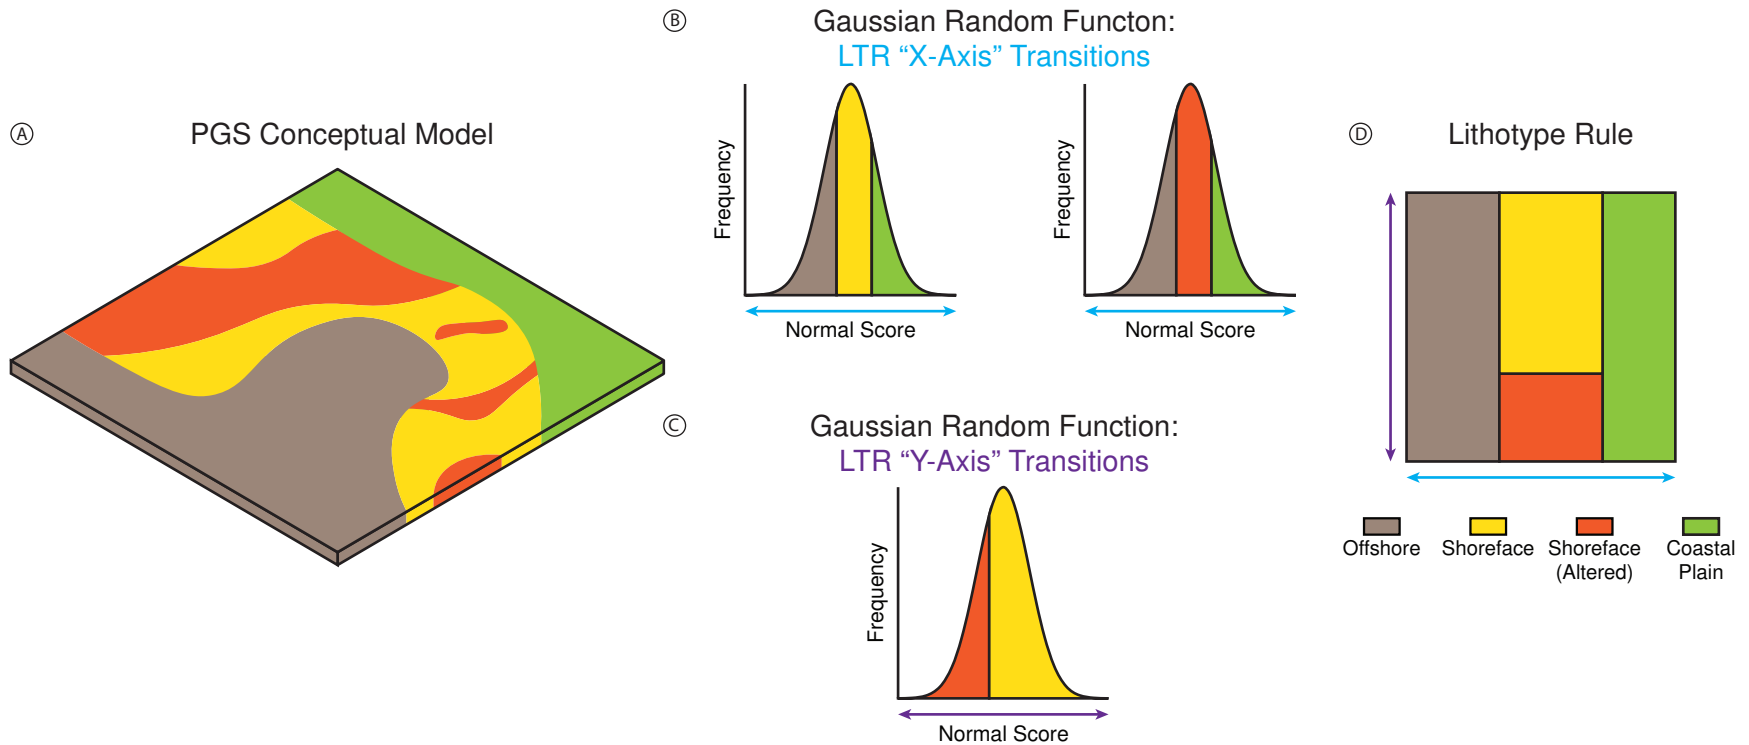 Ⓐ
PGS Conceptual Model
Ⓑ
Gaussian Random Functon:
LTR “X-Axis” Transitions
Frequency
Normal Score
Frequency
Normal Score
Ⓒ
Gaussian Random Function:
LTR “Y-Axis” Transitions
Frequency
Normal Score
Ⓓ
Lithotype Rule
Offshore
Shoreface
Shoreface
(Altered)
Coastal
Plain